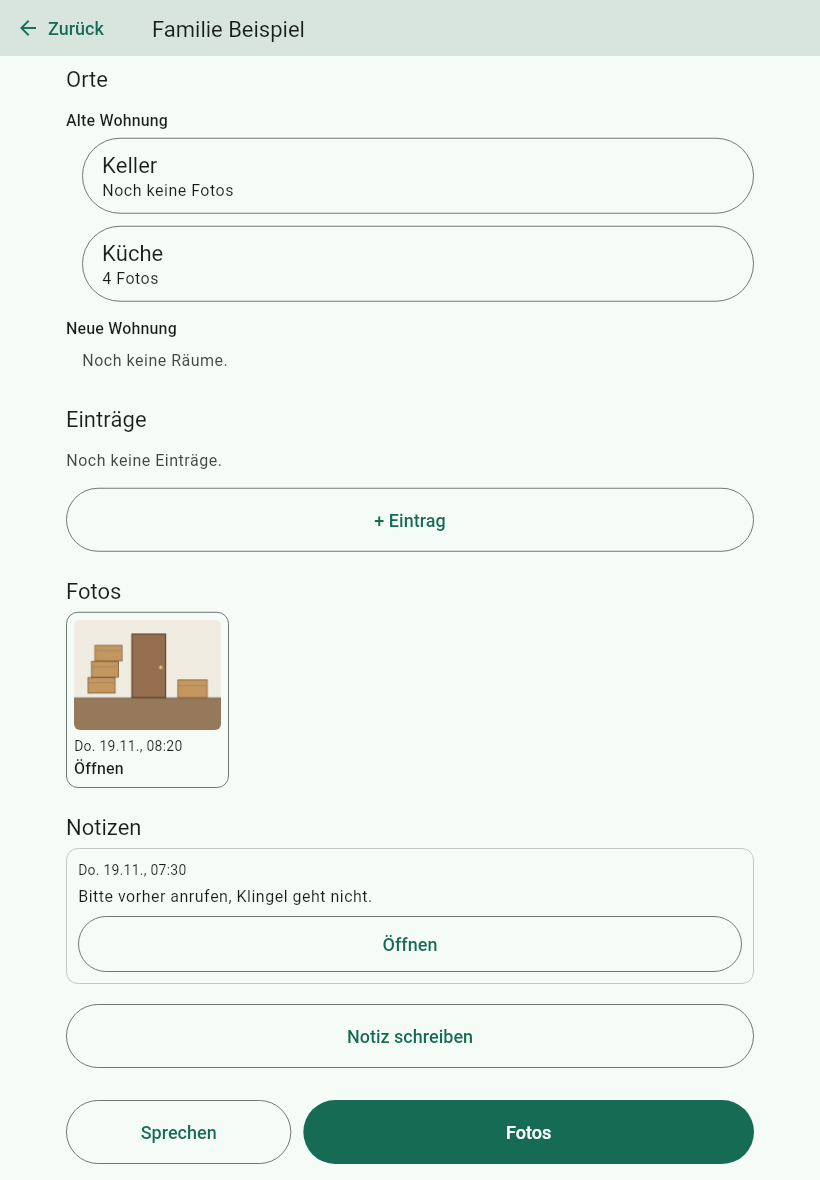 Zurück
Familie Beispiel
Orte
Alte Wohnung
Keller
Noch keine Fotos
Küche
4 Fotos
Neue Wohnung
Noch keine Räume.
Einträge
Noch keine Einträge.
+ Eintrag
Fotos
Do. 19.11., 08:20
Öffnen
Notizen
Do. 19.11., 07:30
Bitte vorher anrufen, Klingel geht nicht.
Öffnen
Notiz schreiben
Sprechen
Fotos